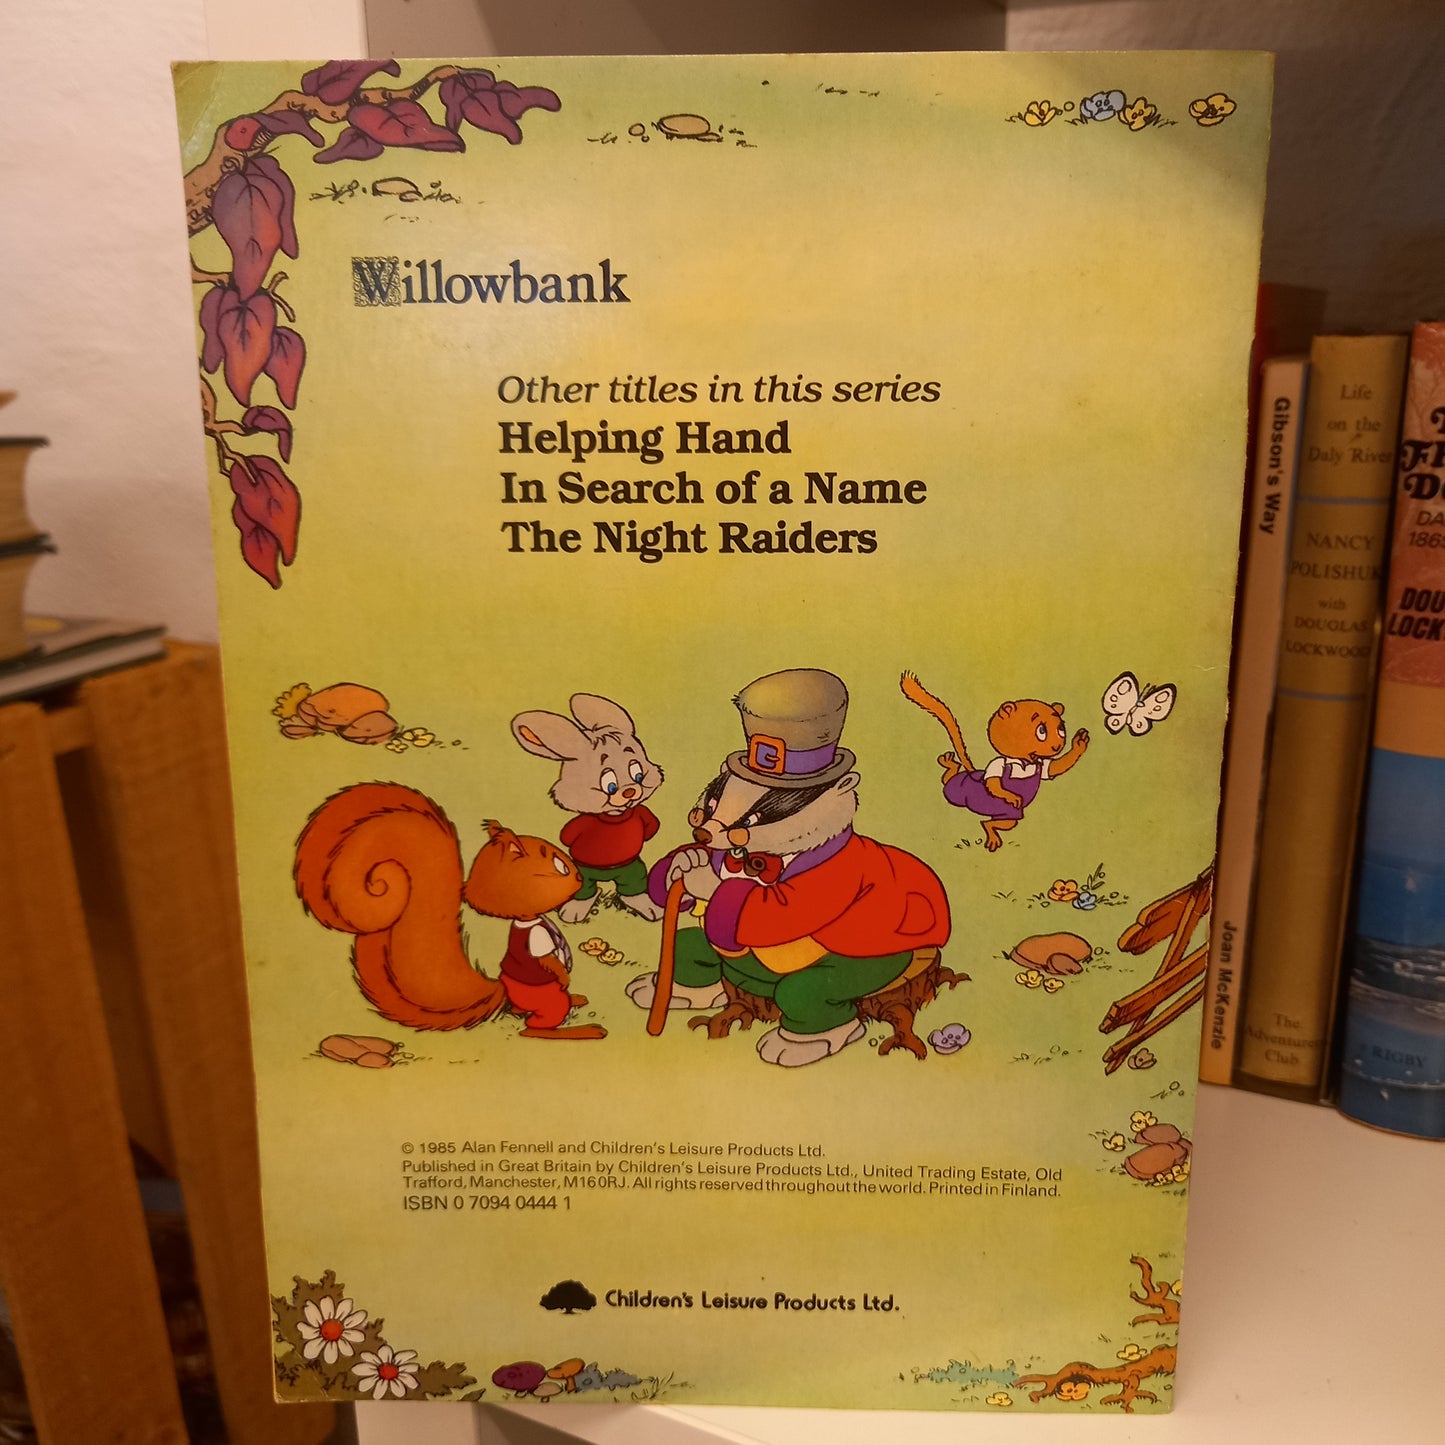 Willowbank
Other titles in this series
Helping Hand
In Search of a Name
The Night Raiders
© 1985 Alan Fennell and Children's Leisure Products Ltd.
Published in Great Britain by Children's Leisure Products Ltd., United Trading Estate, Old
Trafford, Manchester, M16 0RJ. All rights reserved throughout the world. Printed in Finland.
ISBN 0 7094 0444 1
Children's Leisure Products Ltd.
Gibson's Way
Joan McKenzie
Life
on the
Daly River
NANCY
POLISHUK
with
DOUGLAS
LOCKWOOD
The
Adventurers
Club
DOU
LOCK
RIGBY